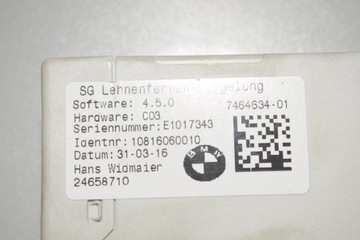 SG Lehnenfern
Software: 4.5.0 7464634-01
Hardware: C03
Seriennummer:E1017343
Identnr:10816060010
Datum:31-03-16
Hans Widmaier
24658710
BMW